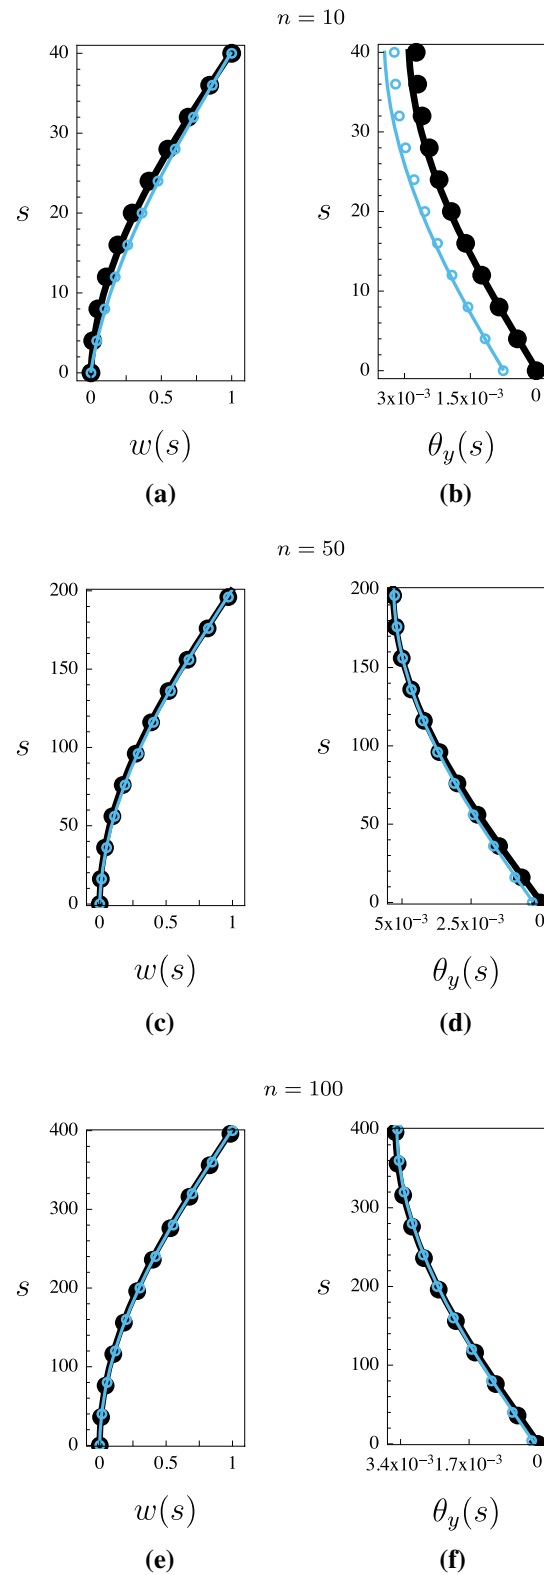 n = 10
40
30
20
10
0
s
0
0.5
1
w(s)
(a)
40
30
20
10
0
s
3x10⁻³
1.5x10⁻³
0
θ_y(s)
(b)
n = 50
200
150
100
50
0
s
0
0.5
1
w(s)
(c)
200
150
100
50
0
s
5x10⁻³
2.5x10⁻³
0
θ_y(s)
(d)
n = 100
400
300
200
100
0
s
0
0.5
1
w(s)
(e)
400
300
200
100
0
s
3.4x10⁻³
1.7x10⁻³
0
θ_y(s)
(f)